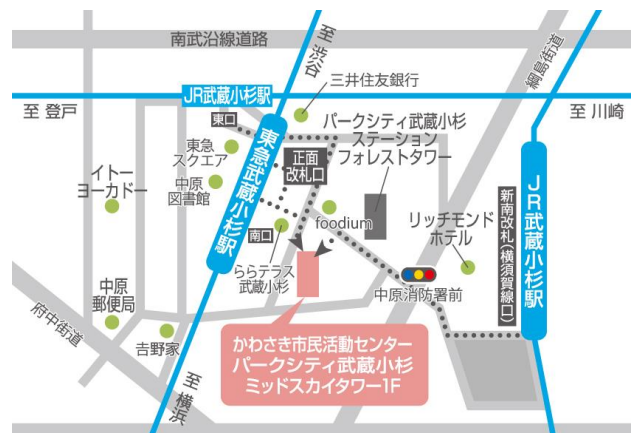 南武沿線道路
至 渋谷
綱島街道
三井住友銀行
JR武蔵小杉駅
至 登戸
至 川崎
東口
パークシティ武蔵小杉
ステーション
フォレストタワー
東急
スクエア
正面
改札口
東急武蔵小杉駅
イトー
ヨーカドー
中原
図書館
foodium
リッチモンド
ホテル
新南改札(横須賀線口)
JR武蔵小杉駅
南口
ららテラス
武蔵小杉
中原消防署前
中原
郵便局
府中街道
吉野家
かわさき市民活動センター
パークシティ武蔵小杉
ミッドスカイタワー1F
至 横浜